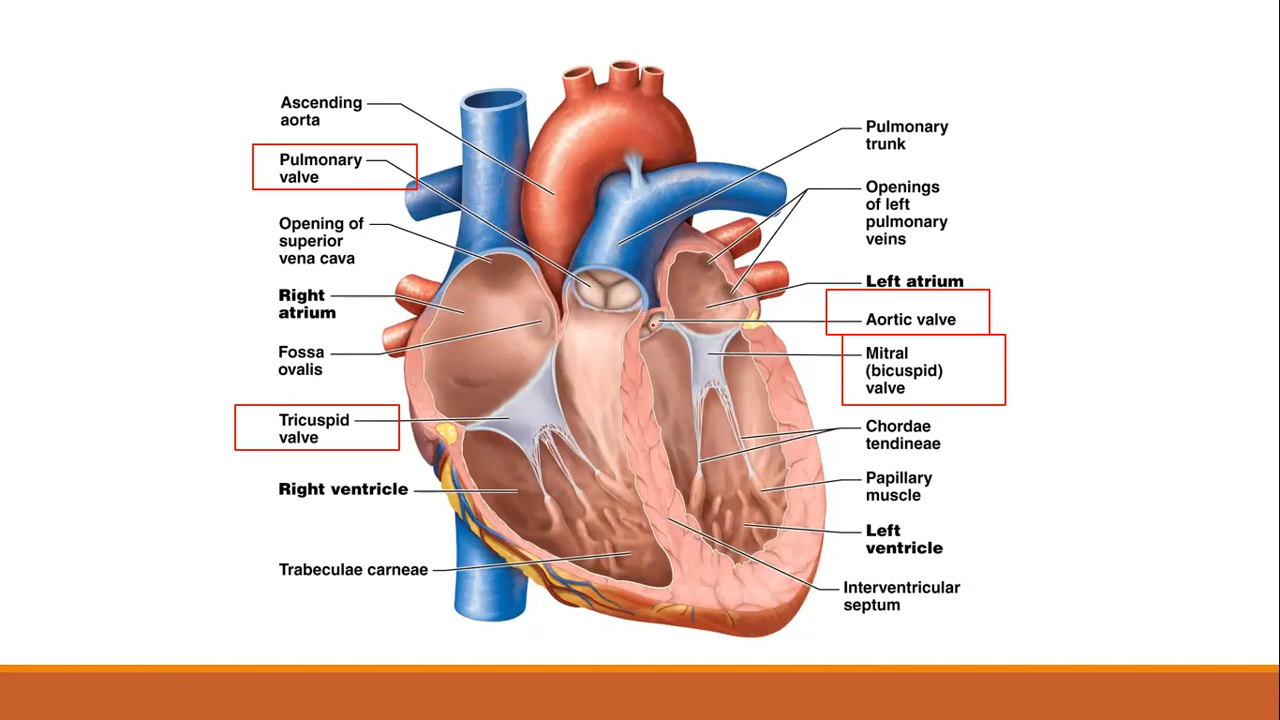 Ascending
aorta
Pulmonary
valve
Opening of
superior
vena cava
Right
atrium
Fossa
ovalis
Tricuspid
valve
Right ventricle
Trabeculae carneae
Pulmonary
trunk
Openings
of left
pulmonary
veins
Left atrium
Aortic valve
Mitral
(bicuspid)
valve
Chordae
tendineae
Papillary
muscle
Left
ventricle
Interventricular
septum